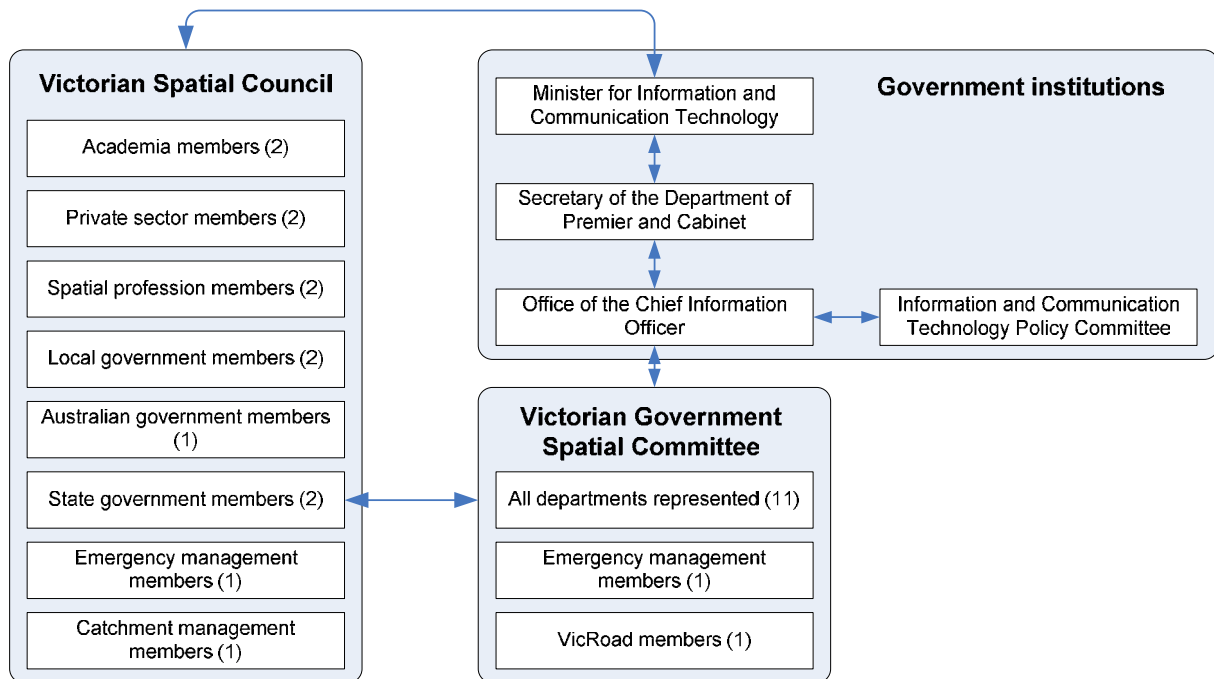 Victorian Spatial Council
Academia members (2)
Private sector members (2)
Spatial profession members (2)
Local government members (2)
Australian government members
(1)
State government members (2)
Emergency management
members (1)
Catchment management
members (1)
Government institutions
Minister for Information and
Communication Technology
Secretary of the Department of
Premier and Cabinet
Office of the Chief Information
Officer
Information and Communication
Technology Policy Committee
Victorian Government
Spatial Committee
All departments represented (11)
Emergency management
members (1)
VicRoad members (1)